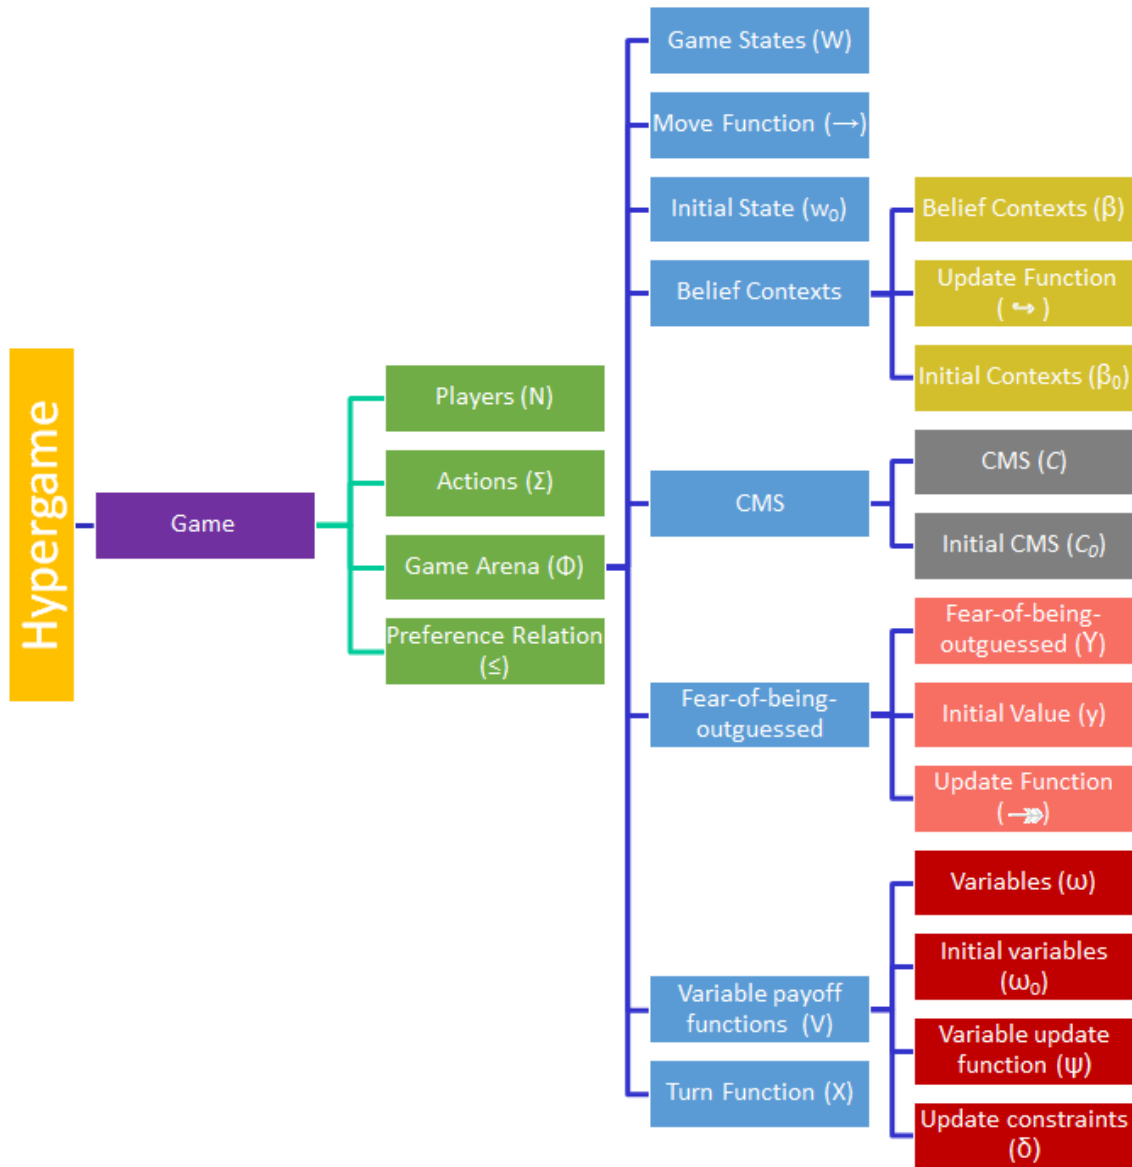 Hypergame
Game
Players (N)
Actions (Σ)
Game Arena (Φ)
Preference Relation
(≤)
Game States (W)
Move Function (→)
Initial State (w₀)
Belief Contexts
CMS
Fear-of-being-
outguessed
Variable payoff
functions (V)
Turn Function (X)
Belief Contexts (β)
Update Function
( ↪ )
Initial Contexts (β₀)
CMS (C)
Initial CMS (C₀)
Fear-of-being-
outguessed (Υ)
Initial Value (y)
Update Function
( ➳ )
Variables (ω)
Initial variables
(ω₀)
Variable update
function (ψ)
Update constraints
(δ)